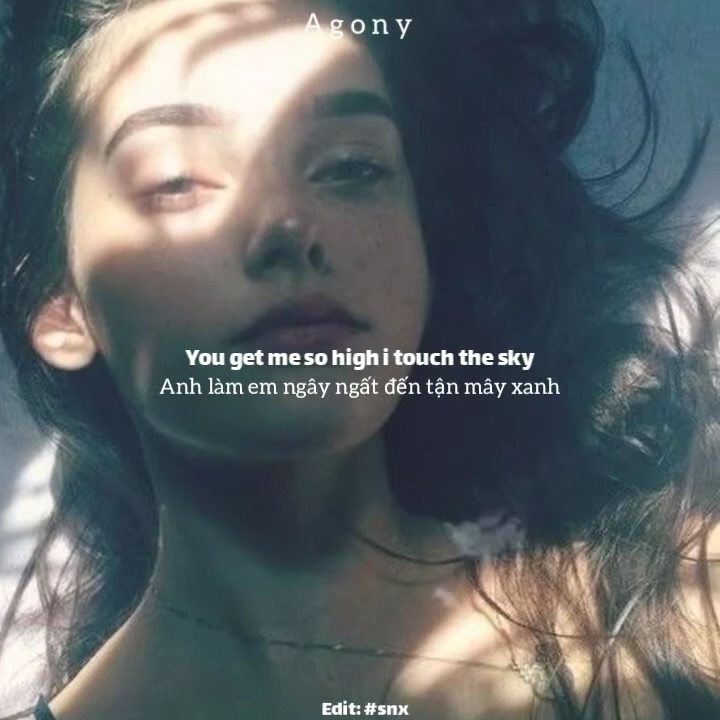 Agony
You get me so high i touch the sky
Anh làm em ngây ngất đến tận mây xanh
Edit: #snx